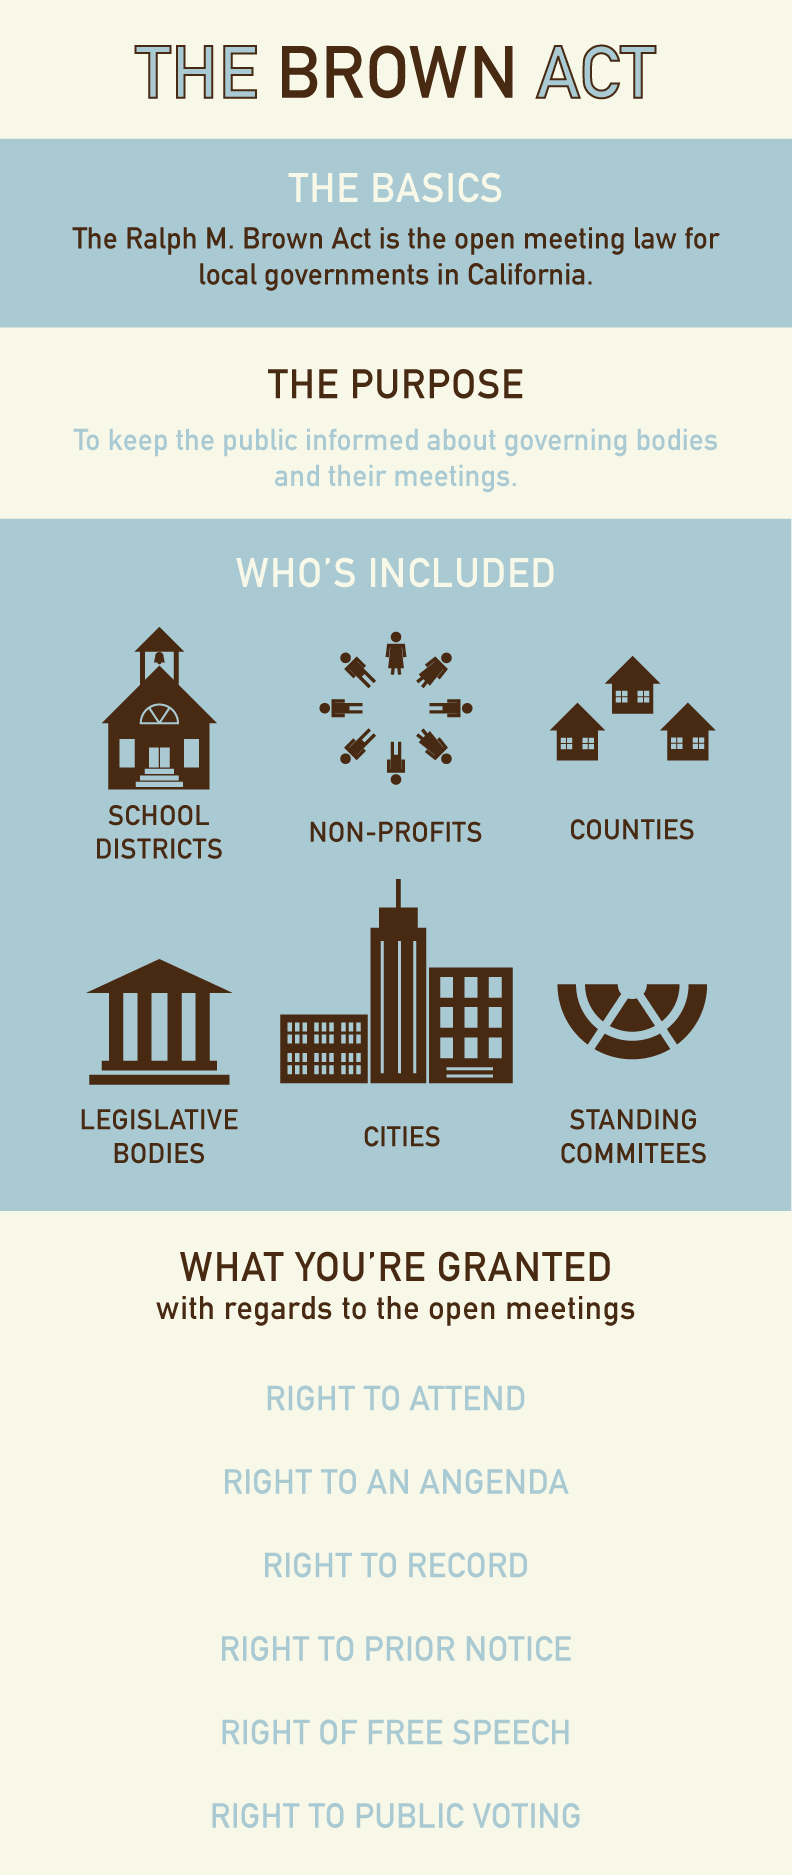 THE BROWN ACT
THE BASICS
The Ralph M. Brown Act is the open meeting law for
local governments in California.
THE PURPOSE
To keep the public informed about governing bodies
and their meetings.
WHO'S INCLUDED
SCHOOL
DISTRICTS
NON-PROFITS
COUNTIES
LEGISLATIVE
BODIES
CITIES
STANDING
COMMITEES
WHAT YOU'RE GRANTED
with regards to the open meetings
RIGHT TO ATTEND
RIGHT TO AN ANGENDA
RIGHT TO RECORD
RIGHT TO PRIOR NOTICE
RIGHT OF FREE SPEECH
RIGHT TO PUBLIC VOTING